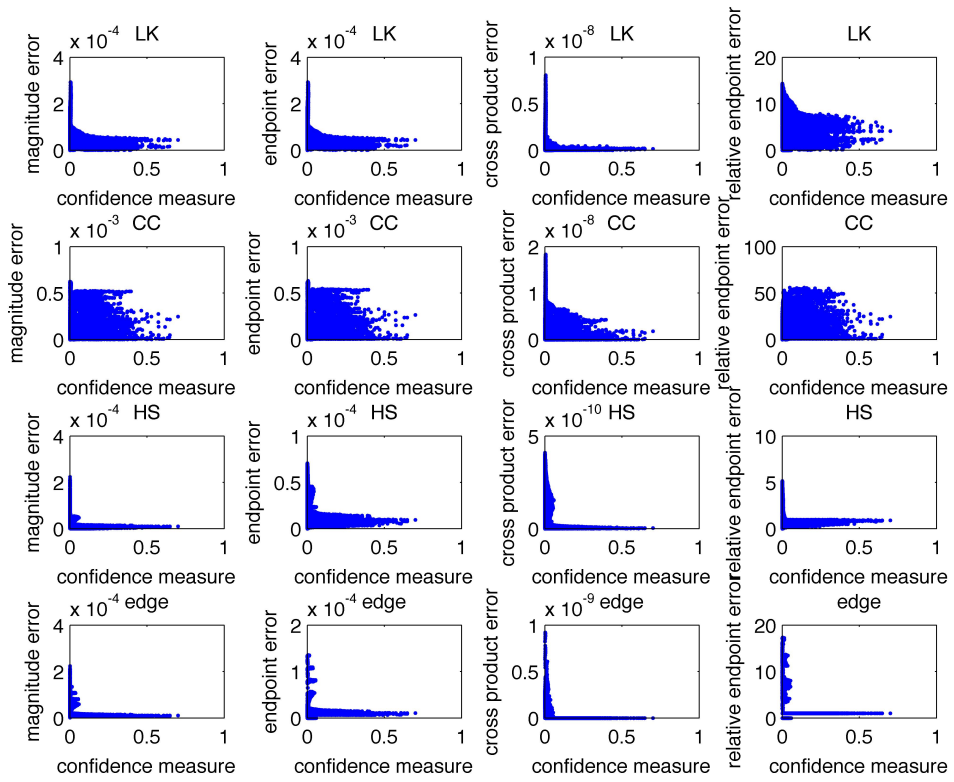 x 10⁻⁴ LK
magnitude error
4
2
0
0 0.5 1
confidence measure
x 10⁻⁴ LK
endpoint error
4
2
0
0 0.5 1
confidence measure
x 10⁻⁸ LK
cross product error
1
0.5
0
0 0.5 1
confidence measure
LK
relative endpoint error
20
10
0
0 0.5 1
confidence measure
x 10⁻³ CC
magnitude error
1
0.5
0
0 0.5 1
confidence measure
x 10⁻³ CC
endpoint error
1
0.5
0
0 0.5 1
confidence measure
x 10⁻⁸ CC
cross product error
2
1
0
0 0.5 1
confidence measure
CC
relative endpoint error
100
50
0
0 0.5 1
confidence measure
x 10⁻⁴ HS
magnitude error
4
2
0
0 0.5 1
confidence measure
x 10⁻⁴ HS
endpoint error
1
0.5
0
0 0.5 1
confidence measure
x 10⁻¹⁰ HS
cross product error
5
0
0 0.5 1
confidence measure
HS
relative endpoint error
10
5
0
0 0.5 1
confidence measure
x 10⁻⁴ edge
magnitude error
4
2
0
0 0.5 1
confidence measure
x 10⁻⁴ edge
endpoint error
2
1
0
0 0.5 1
confidence measure
x 10⁻⁹ edge
cross product error
1
0.5
0
0 0.5 1
confidence measure
edge
relative endpoint error
20
10
0
0 0.5 1
confidence measure